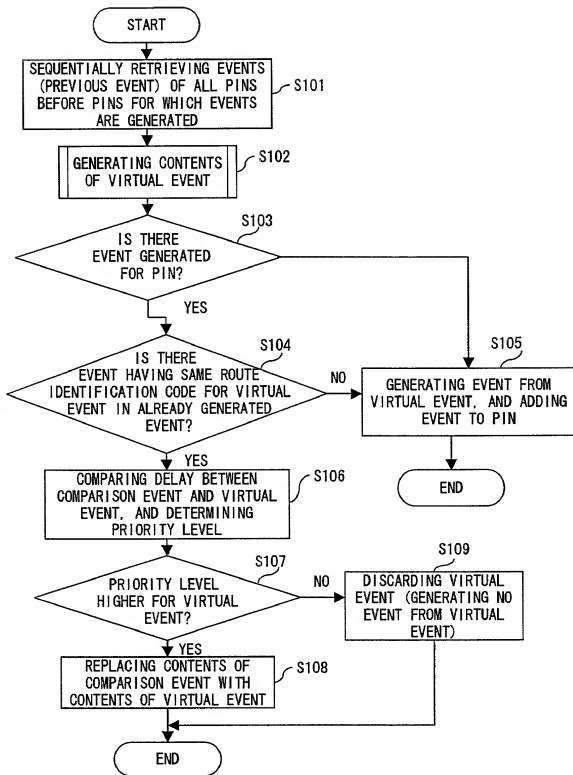 START
SEQUENTIALLY RETRIEVING EVENTS
(PREVIOUS EVENT) OF ALL PINS
BEFORE PINS FOR WHICH EVENTS
ARE GENERATED
S101
GENERATING CONTENTS
OF VIRTUAL EVENT
S102
IS THERE
EVENT GENERATED
FOR PIN?
S103
YES
IS THERE
EVENT HAVING SAME ROUTE
IDENTIFICATION CODE FOR VIRTUAL
EVENT IN ALREADY GENERATED
EVENT?
S104
NO
S105
GENERATING EVENT FROM
VIRTUAL EVENT, AND ADDING
EVENT TO PIN
END
YES
COMPARING DELAY BETWEEN
COMPARISON EVENT AND VIRTUAL
EVENT, AND DETERMINING
PRIORITY LEVEL
S106
PRIORITY LEVEL
HIGHER FOR VIRTUAL
EVENT?
S107
NO
S109
DISCARDING VIRTUAL
EVENT (GENERATING NO
EVENT FROM VIRTUAL
EVENT)
YES
REPLACING CONTENTS OF
COMPARISON EVENT WITH
CONTENTS OF VIRTUAL EVENT
S108
END